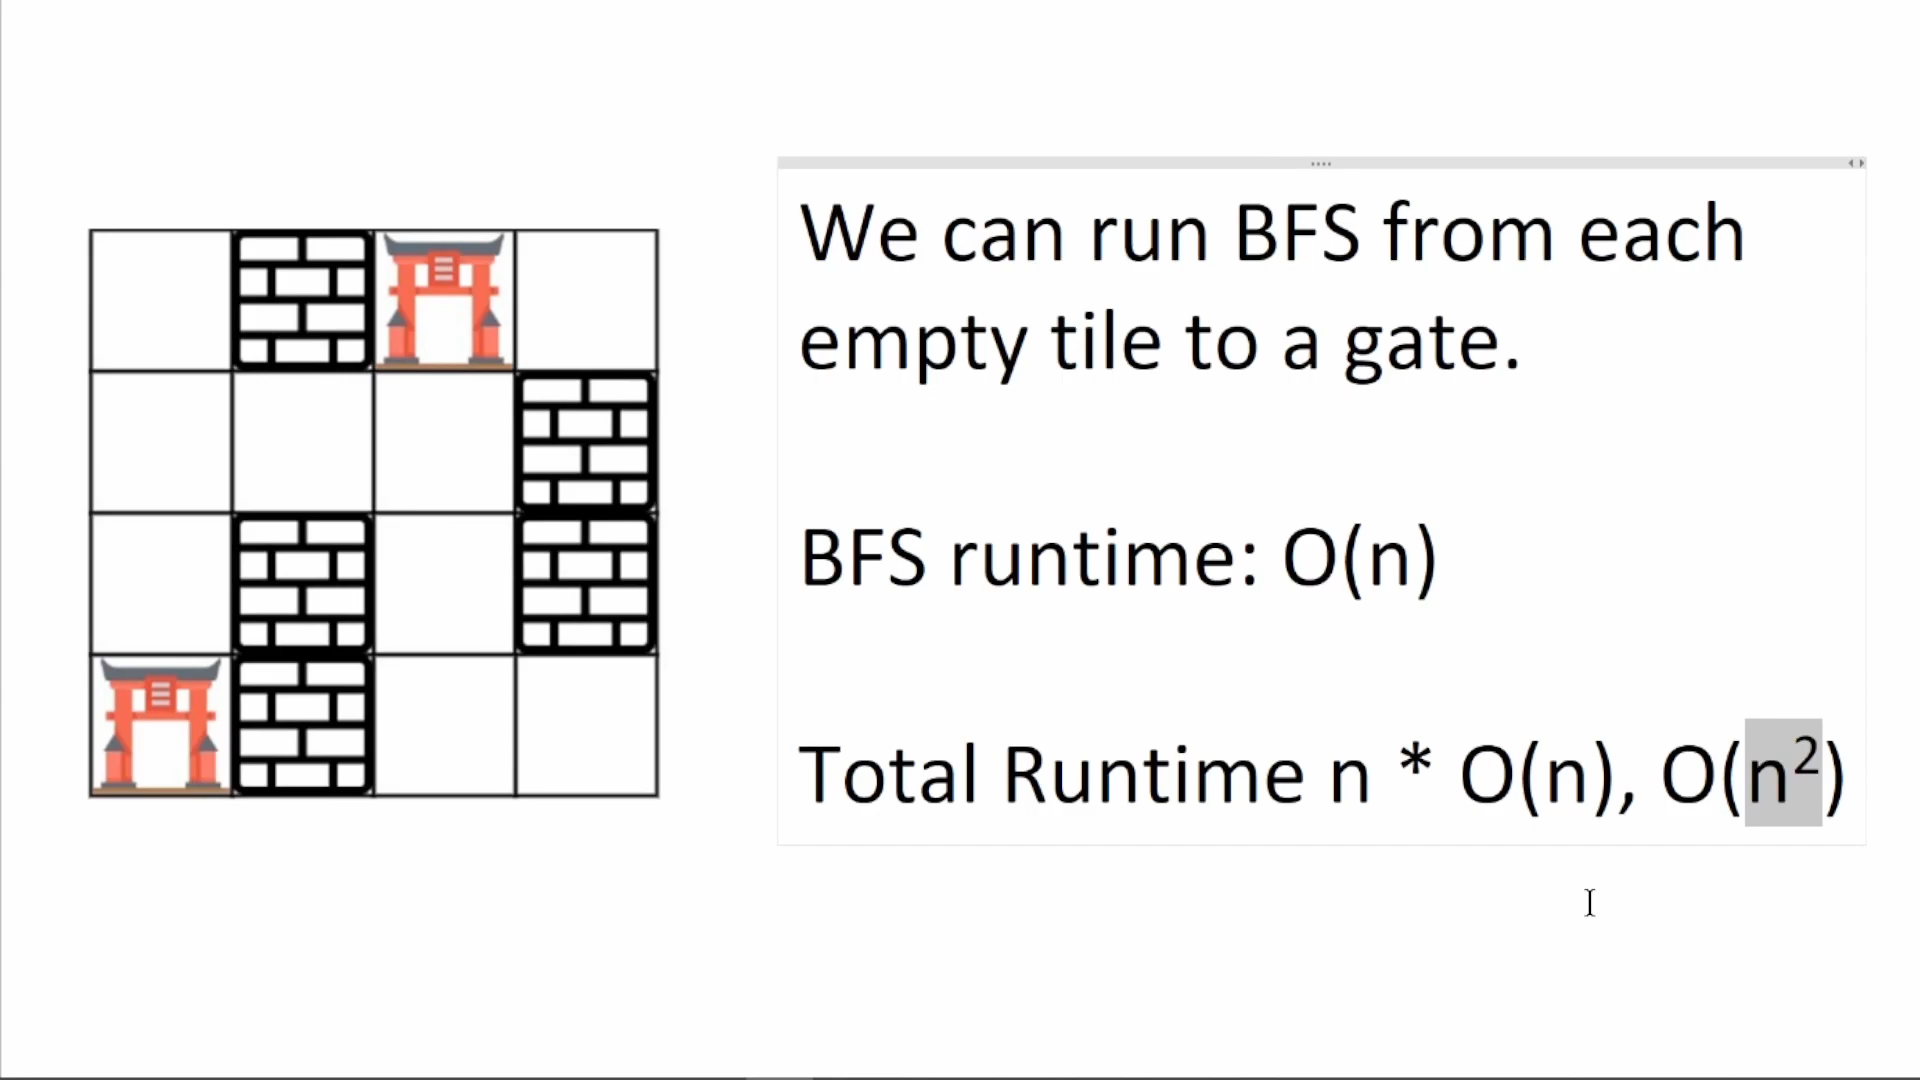 We can run BFS from each
empty tile to a gate.
BFS runtime: O(n)
Total Runtime n * O(n), O(n²)